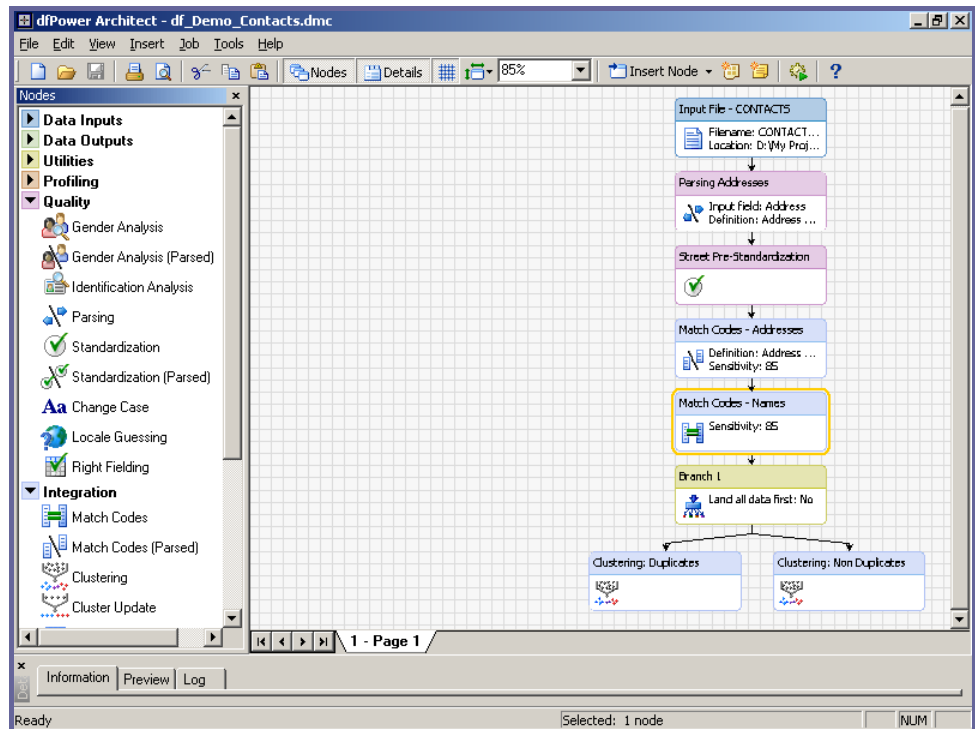 dfPower Architect - df_Demo_Contacts.dmc
File Edit View Insert Job Tools Help
Nodes Details 85% Insert Node ?
Nodes
Data Inputs
Data Outputs
Utilities
Profiling
Quality
Gender Analysis
Gender Analysis (Parsed)
Identification Analysis
Parsing
Standardization
Standardization (Parsed)
Aa Change Case
Locale Guessing
Right Fielding
Integration
Match Codes
Match Codes (Parsed)
Clustering
Cluster Update
Input File - CONTACTS
Filename: CONTACT...
Location: D:\My Proj...
Parsing Addresses
Input field: Address
Definition: Address ...
Street Pre-Standardization
Match Codes - Addresses
Definition: Address ...
Sensitivity: 85
Match Codes - Names
Sensitivity: 85
Branch 1
Land all data first: No
Clustering: Duplicates
Clustering: Non Duplicates
1 - Page 1
Det
Information Preview Log
Ready Selected: 1 node NUM